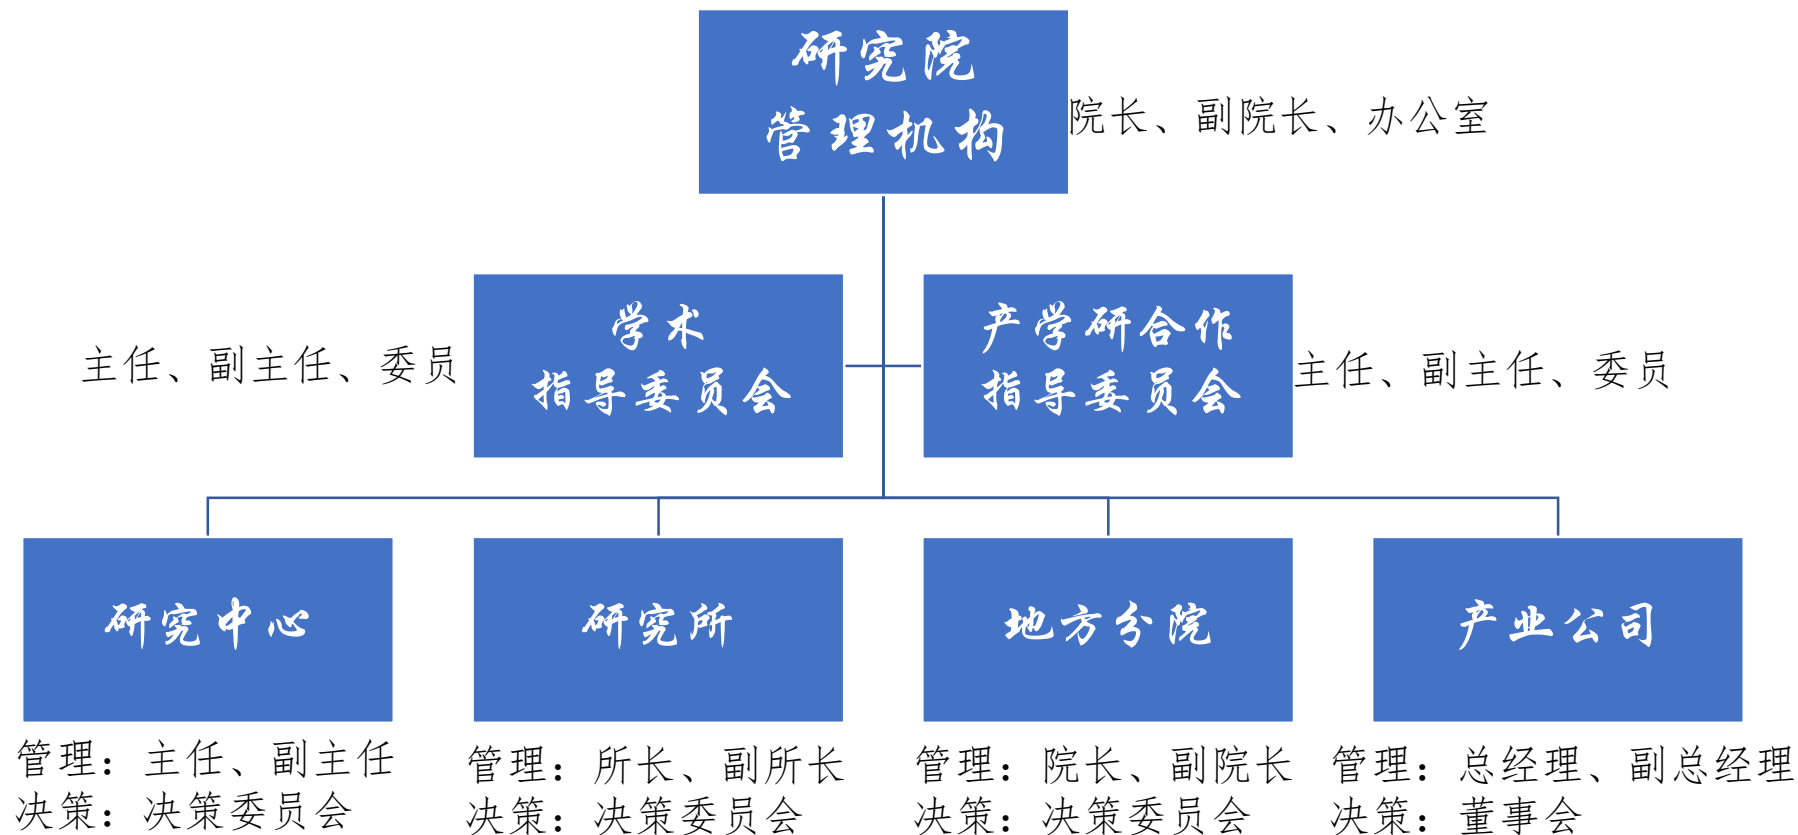 研究院
管理机构
院长、副院长、办公室
主任、副主任、委员
学术
指导委员会
产学研合作
指导委员会
主任、副主任、委员
研究中心
研究所
地方分院
产业公司
管理：主任、副主任
决策：决策委员会
管理：所长、副所长
决策：决策委员会
管理：院长、副院长
决策：决策委员会
管理：总经理、副总经理
决策：董事会